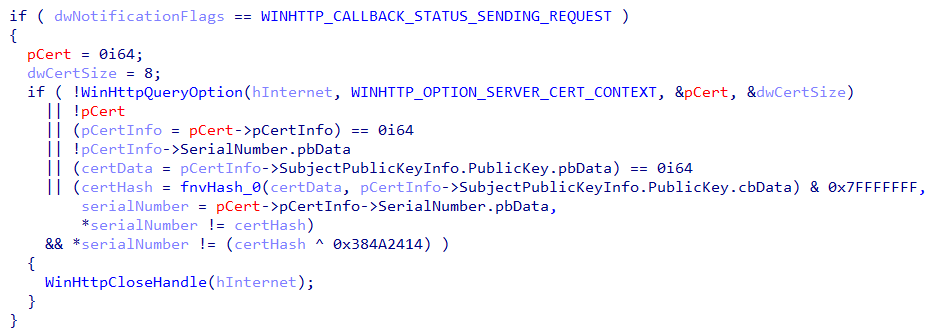 if ( dwNotificationFlags == WINHTTP_CALLBACK_STATUS_SENDING_REQUEST )
{
  pCert = 0i64;
  dwCertSize = 8;
  if ( !WinHttpQueryOption(hInternet, WINHTTP_OPTION_SERVER_CERT_CONTEXT, &pCert, &dwCertSize)
    || !pCert
    || (pCertInfo = pCert->pCertInfo) == 0i64
    || !pCertInfo->SerialNumber.pbData
    || (certData = pCertInfo->SubjectPublicKeyInfo.PublicKey.pbData) == 0i64
    || (certHash = fnvHash_0(certData, pCertInfo->SubjectPublicKeyInfo.PublicKey.cbData) & 0x7FFFFFFF,
        serialNumber = pCert->pCertInfo->SerialNumber.pbData,
        *serialNumber != certHash)
    && *serialNumber != (certHash ^ 0x384A2414) )
  {
    WinHttpCloseHandle(hInternet);
  }
}